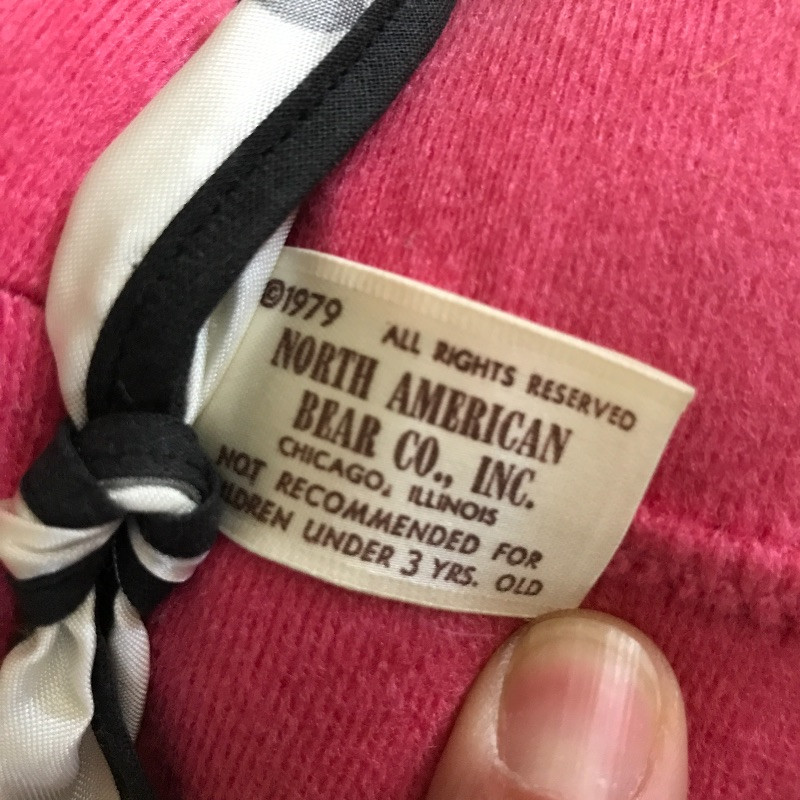 ©1979 ALL RIGHTS RESERVED
NORTH AMERICAN
BEAR CO., INC.
CHICAGO, ILLINOIS
NOT RECOMMENDED FOR
ILDREN UNDER 3 YRS. OLD